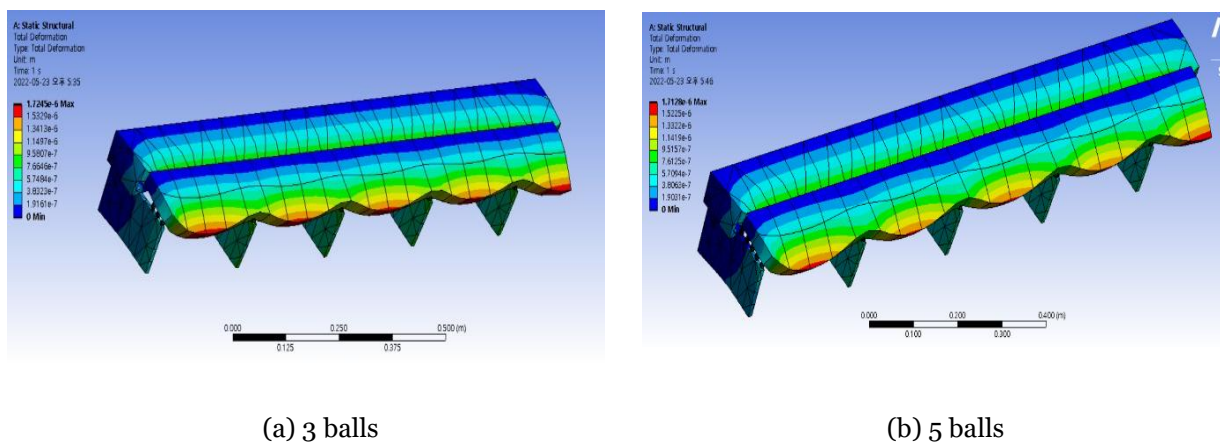 A: Static Structural
Total Deformation
Type: Total Deformation
Unit: m
Time: 1 s
2022-05-23 오후 5:35
1.7245e-6 Max
1.5329e-6
1.3413e-6
1.1497e-6
9.5807e-7
7.6646e-7
5.7484e-7
3.8323e-7
1.9161e-7
0 Min
0.000
0.250
0.500 (m)
0.125
0.375
(a) 3 balls
A: Static Structural
Total Deformation
Type: Total Deformation
Unit: m
Time: 1 s
2022-05-23 오후 5:46
1.7128e-6 Max
1.5225e-6
1.3322e-6
1.1419e-6
9.5157e-7
7.6125e-7
5.7094e-7
3.8063e-7
1.9031e-7
0 Min
0.000
0.200
0.400 (m)
0.100
0.300
(b) 5 balls